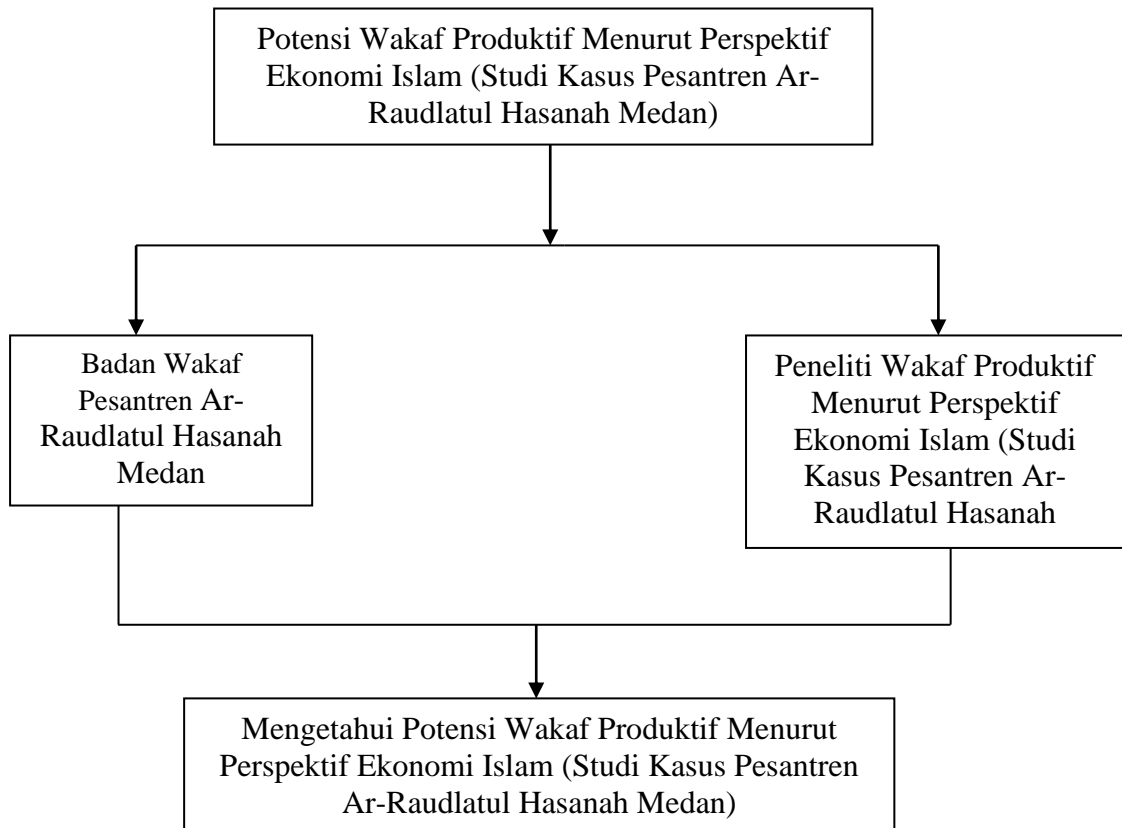 Potensi Wakaf Produktif Menurut Perspektif
Ekonomi Islam (Studi Kasus Pesantren Ar-
Raudlatul Hasanah Medan)
Badan Wakaf
Pesantren Ar-
Raudlatul Hasanah
Medan
Peneliti Wakaf Produktif
Menurut Perspektif
Ekonomi Islam (Studi
Kasus Pesantren Ar-
Raudlatul Hasanah
Mengetahui Potensi Wakaf Produktif Menurut
Perspektif Ekonomi Islam (Studi Kasus Pesantren
Ar-Raudlatul Hasanah Medan)